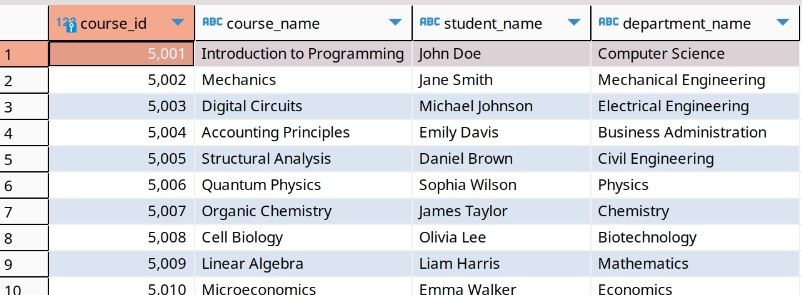 123 course_id ABC course_name ABC student_name ABC department_name
1 5,001 Introduction to Programming John Doe Computer Science
2 5,002 Mechanics Jane Smith Mechanical Engineering
3 5,003 Digital Circuits Michael Johnson Electrical Engineering
4 5,004 Accounting Principles Emily Davis Business Administration
5 5,005 Structural Analysis Daniel Brown Civil Engineering
6 5,006 Quantum Physics Sophia Wilson Physics
7 5,007 Organic Chemistry James Taylor Chemistry
8 5,008 Cell Biology Olivia Lee Biotechnology
9 5,009 Linear Algebra Liam Harris Mathematics
10 5,010 Microeconomics Emma Walker Economics